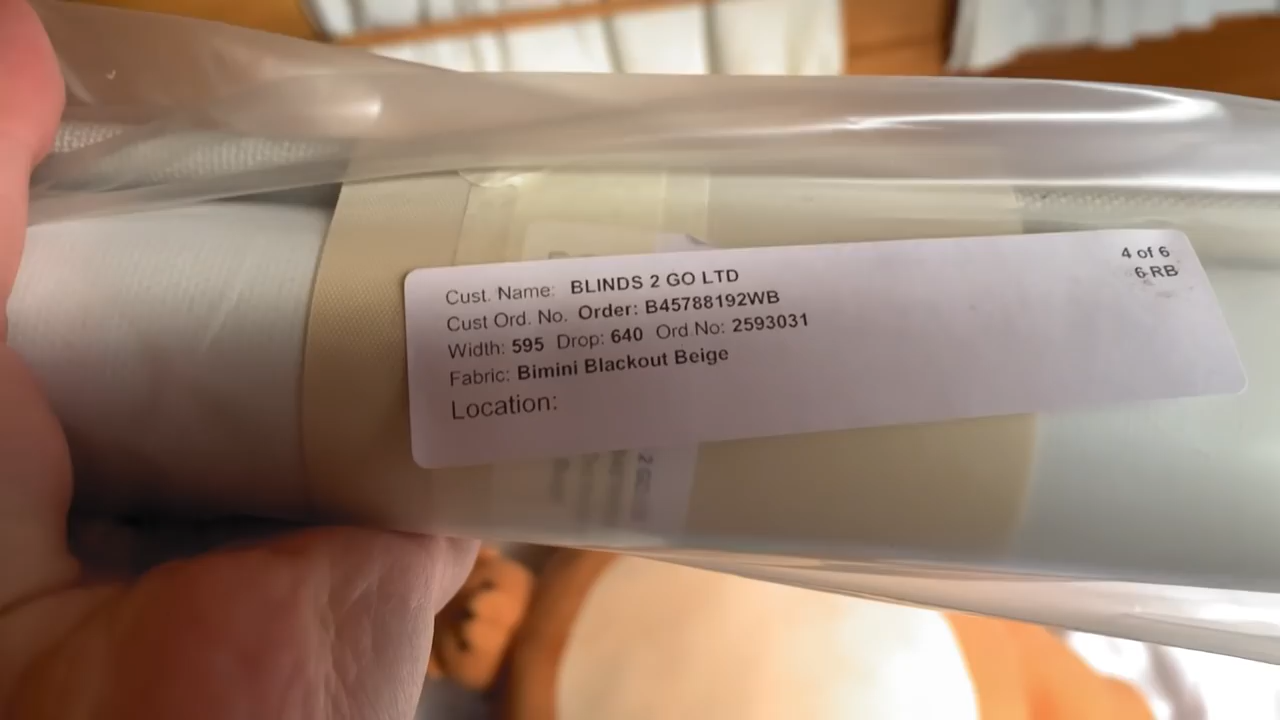 4 of 6
6-RB
Cust. Name: BLINDS 2 GO LTD
Cust Ord. No. Order: B45788192WB
Width: 595 Drop: 640 Ord.No: 2593031
Fabric: Bimini Blackout Beige
Location: